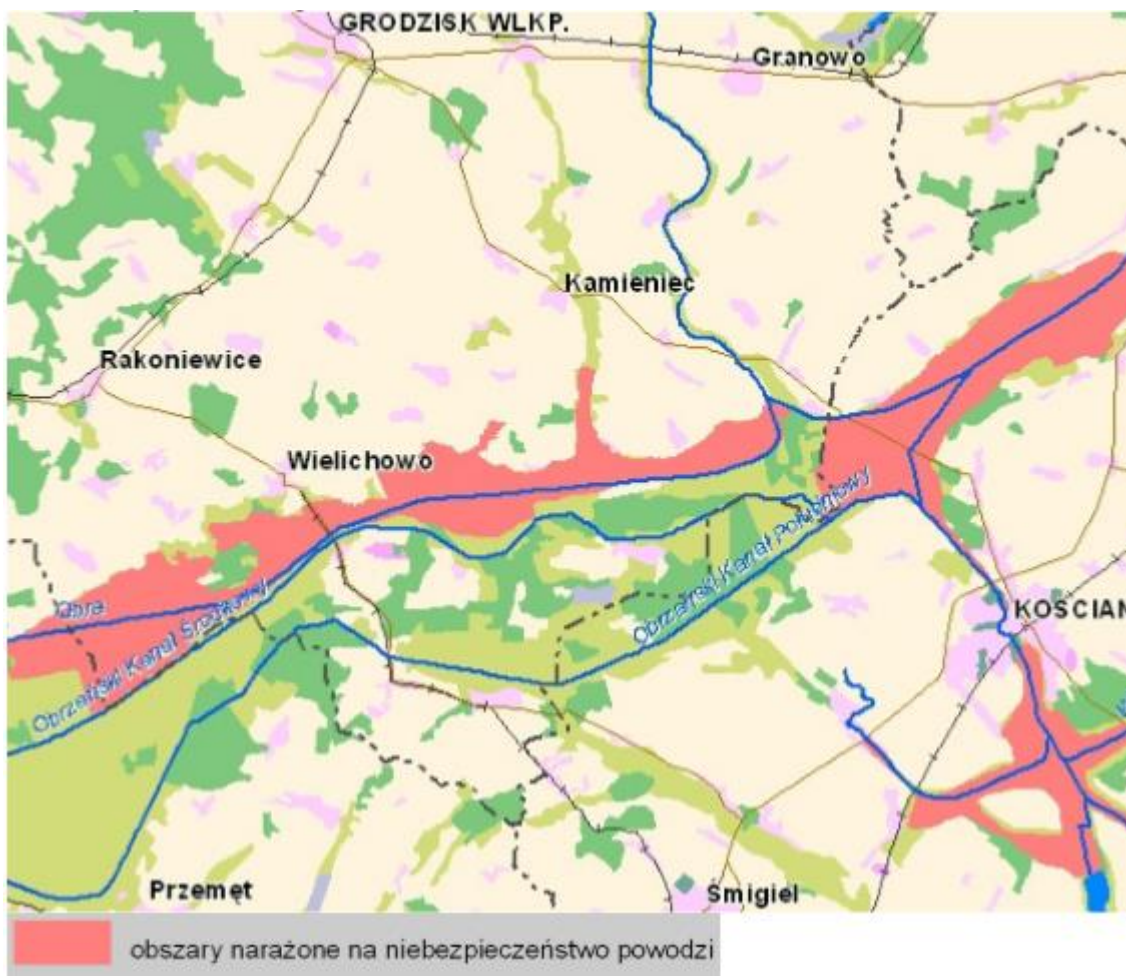 GRODZISK WLKP.
Granowo
Kamieniec
Rakoniewice
Wielichowo
Obrzański Kanał Południowy
Obra
Obrzański Kanał Środkowy
KOŚCIAN
Przemęt
Śmigiel
obszary narażone na niebezpieczeństwo powodzi